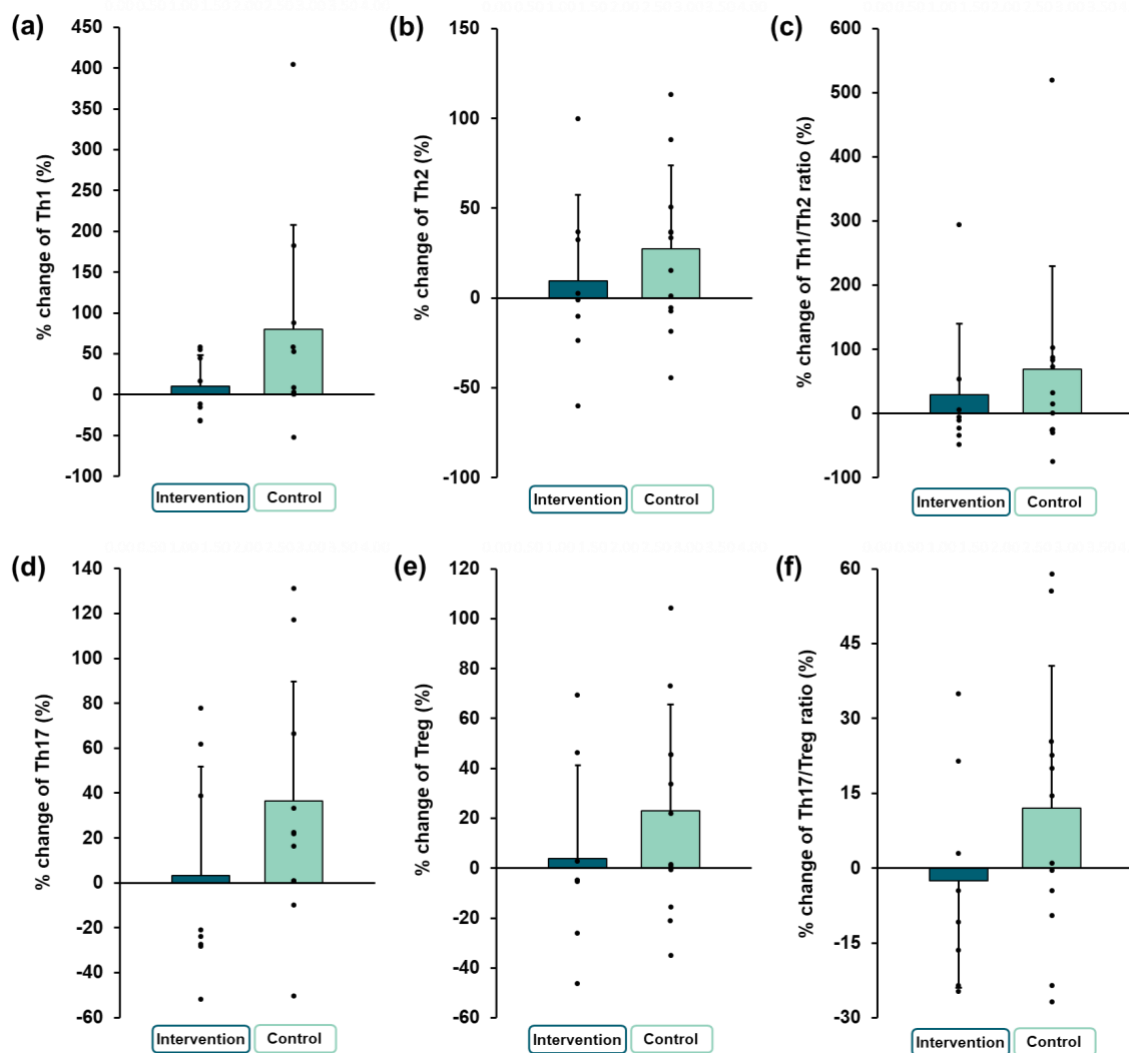 (a)
% change of Th1 (%)
450
400
350
300
250
200
150
100
50
0
-50
-100
Intervention
Control
(b)
% change of Th2 (%)
150
100
50
0
-50
-100
Intervention
Control
(c)
% change of Th1/Th2 ratio (%)
600
500
400
300
200
100
0
-100
Intervention
Control
(d)
% change of Th17 (%)
140
120
100
80
60
40
20
0
-20
-40
-60
Intervention
Control
(e)
% change of Treg (%)
120
100
80
60
40
20
0
-20
-40
-60
Intervention
Control
(f)
% change of Th17/Treg ratio (%)
60
45
30
15
0
-15
-30
Intervention
Control